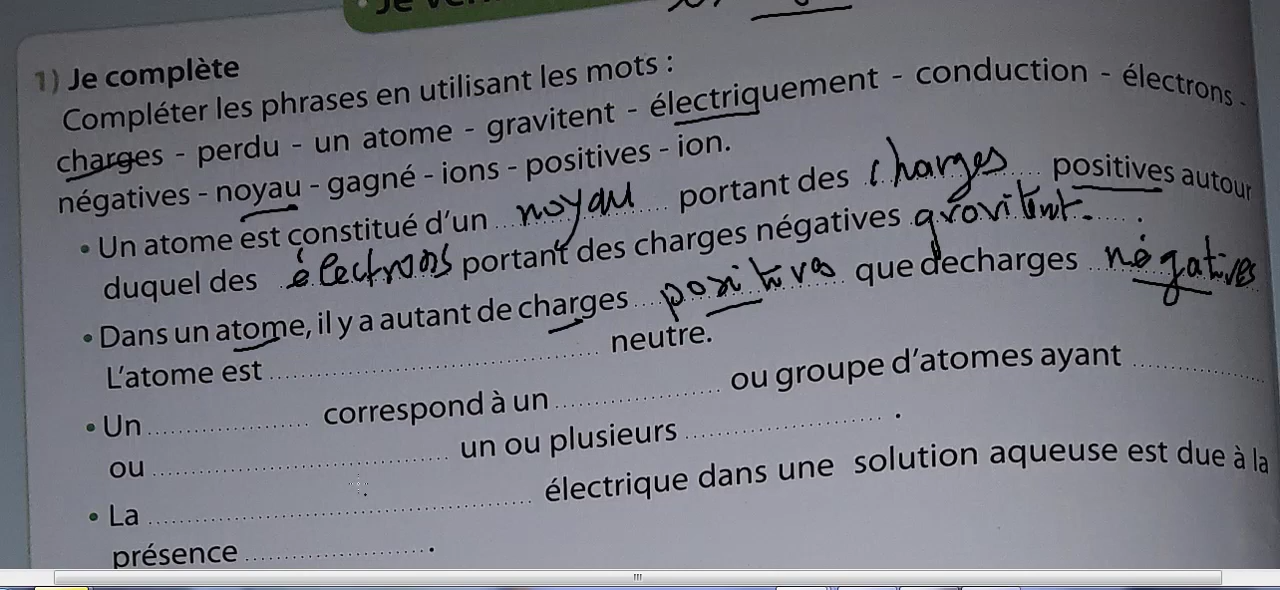 1) Je complète
Compléter les phrases en utilisant les mots :
charges - perdu - un atome - gravitent - électriquement - conduction - électrons -
négatives - noyau - gagné - ions - positives - ion.
• Un atome est constitué d'un noyau portant des charges positives autour
duquel des électrons portant des charges négatives gravitent. .
• Dans un atome, il y a autant de charges positives que decharges négatives
L'atome est ........ neutre.
• Un ........ correspond à un ........ ou groupe d'atomes ayant ........
ou ........ un ou plusieurs ........ .
• La ........ électrique dans une solution aqueuse est due à la
présence ........ .